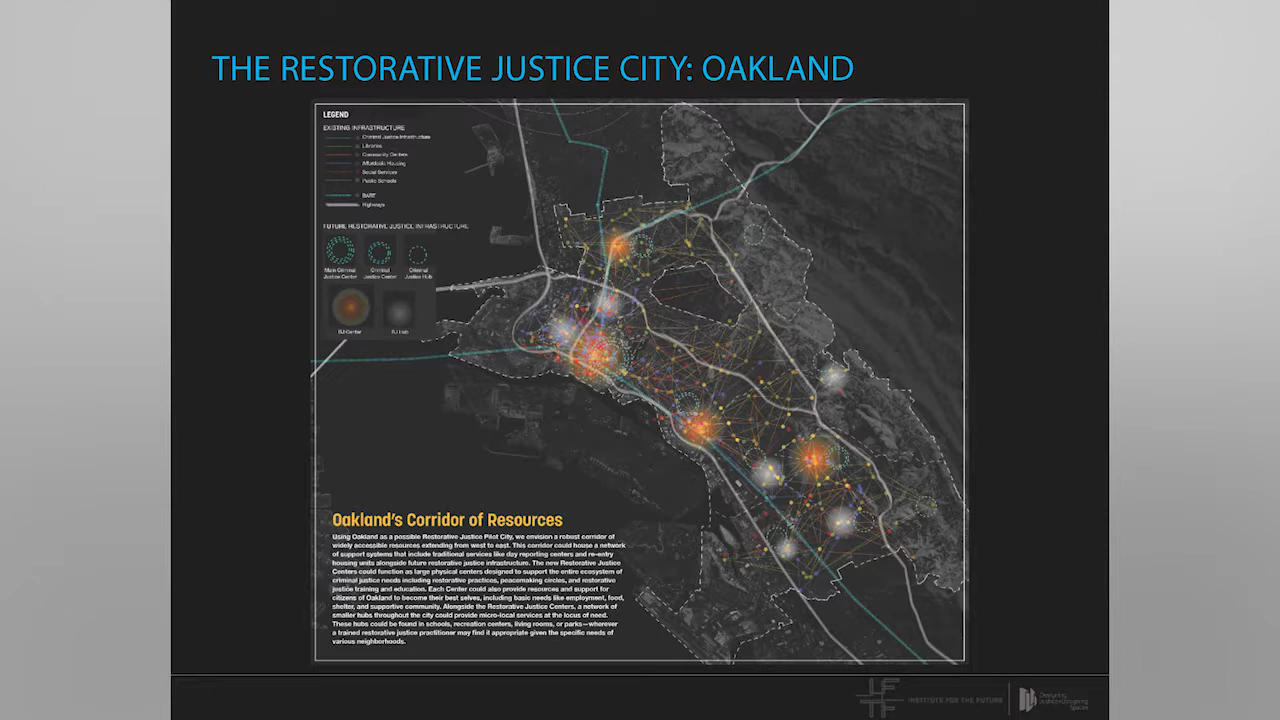 THE RESTORATIVE JUSTICE CITY: OAKLAND
LEGEND
EXISTING INFRASTRUCTURE
Criminal Justice Infrastructure
Libraries
Community Centers
Affordable Housing
Social Services
Public Schools
BART
Highways
FUTURE RESTORATIVE JUSTICE INFRASTRUCTURE
Main Criminal Justice Center
Criminal Justice Center
Criminal Justice Hub
RJ Center
RJ Hub
Oakland's Corridor of Resources
Using Oakland as a possible Restorative Justice Pilot City, we envision a robust corridor of
widely accessible resources extending from west to east. This corridor could house a network
of support systems that include traditional services like day reporting centers and re-entry
housing units alongside future restorative justice infrastructure. The new Restorative Justice
Centers could function as large physical centers designed to support the entire ecosystem of
criminal justice needs including restorative practices, peacemaking circles, and restorative
justice training and education. Each Center could also provide resources and support for
citizens of Oakland to become their best selves, including basic needs like employment, food,
shelter, and supportive community. Alongside the Restorative Justice Centers, a network of
smaller hubs throughout the city could provide micro-local services at the locus of need.
These hubs could be found in schools, recreation centers, living rooms, or parks—wherever
a trained restorative justice practitioner may find it appropriate given the specific needs of
various neighborhoods.
INSTITUTE FOR THE FUTURE
Designing
Justice+Designing
Spaces